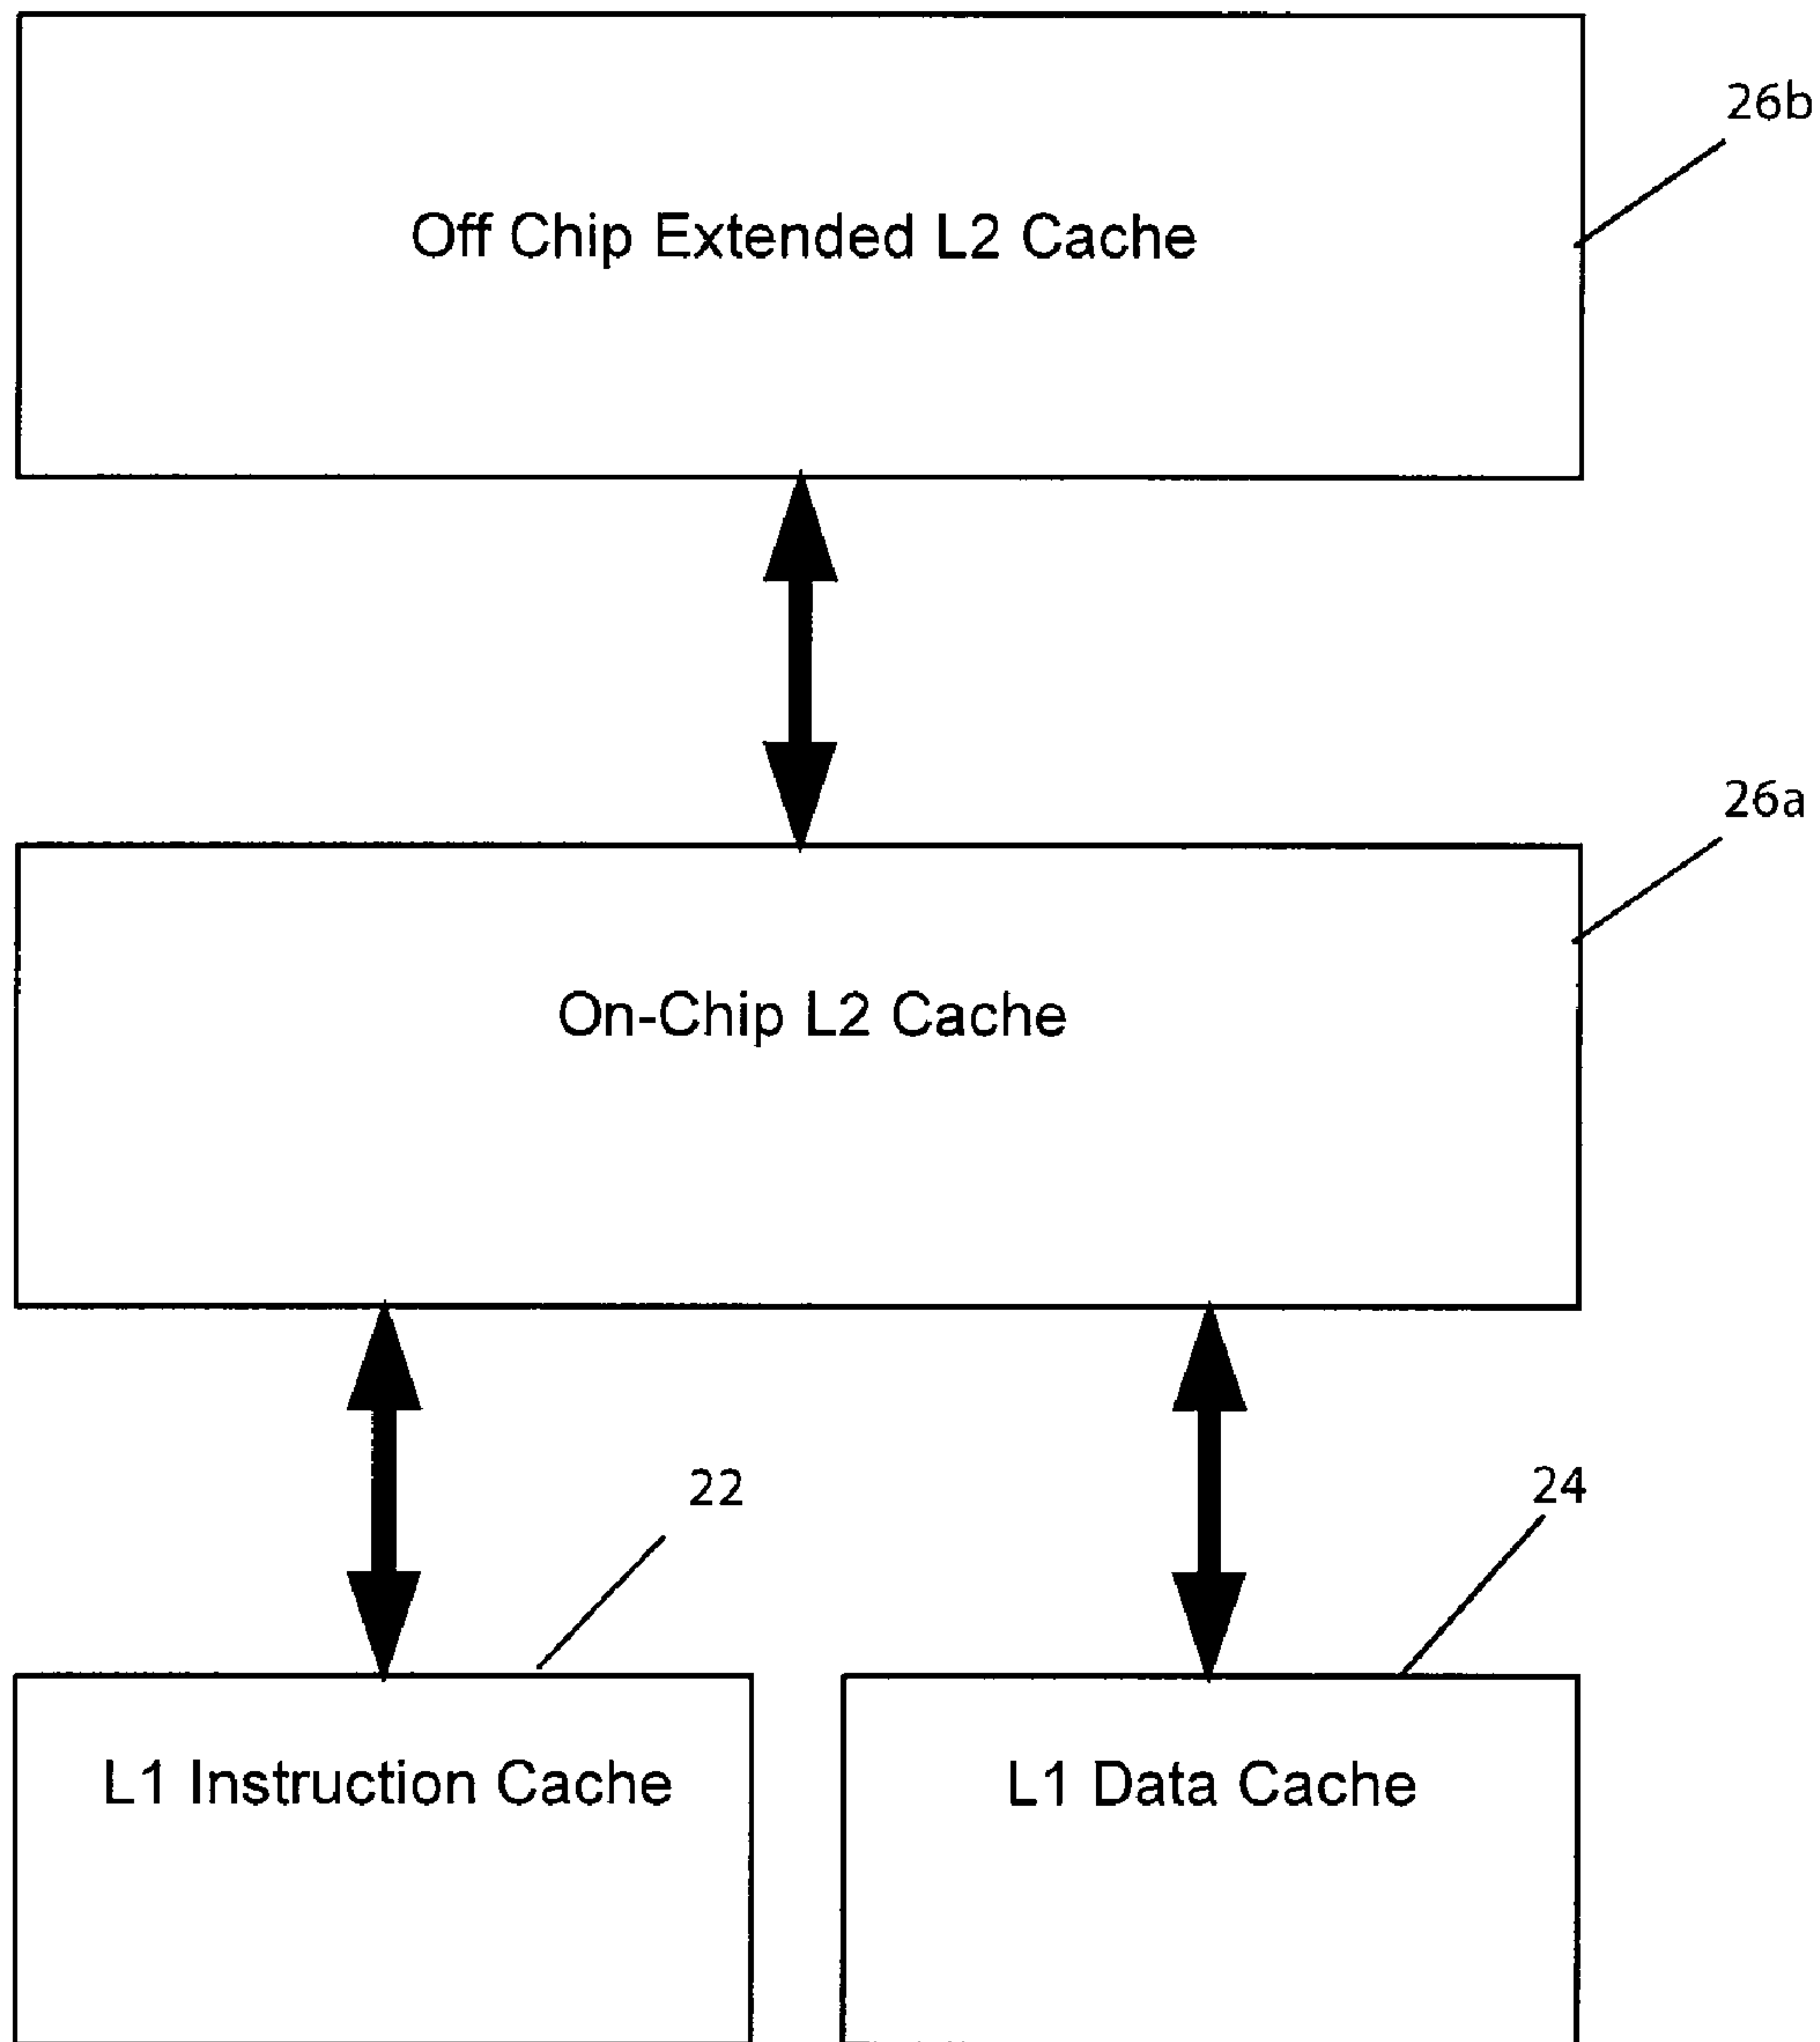 26b
Off Chip Extended L2 Cache
26a
On-Chip L2 Cache
22
24
L1 Instruction Cache
L1 Data Cache